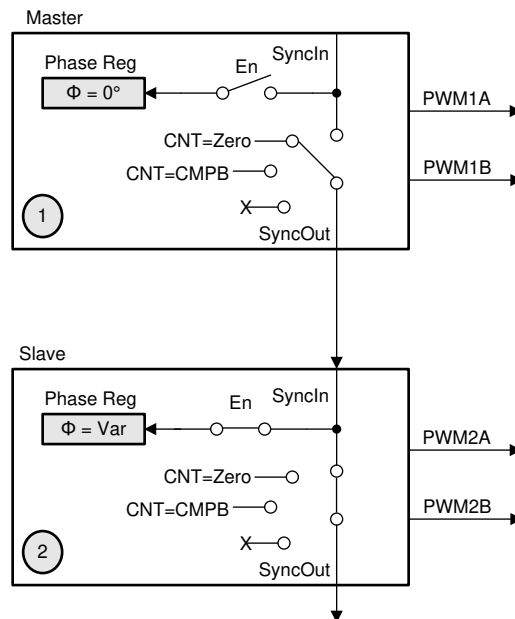 Master
SyncIn
Phase Reg
En
Φ = 0°
CNT=Zero
CNT=CMPB
X
SyncOut
1
PWM1A
PWM1B
Slave
SyncIn
Phase Reg
En
Φ = Var
CNT=Zero
CNT=CMPB
X
SyncOut
2
PWM2A
PWM2B